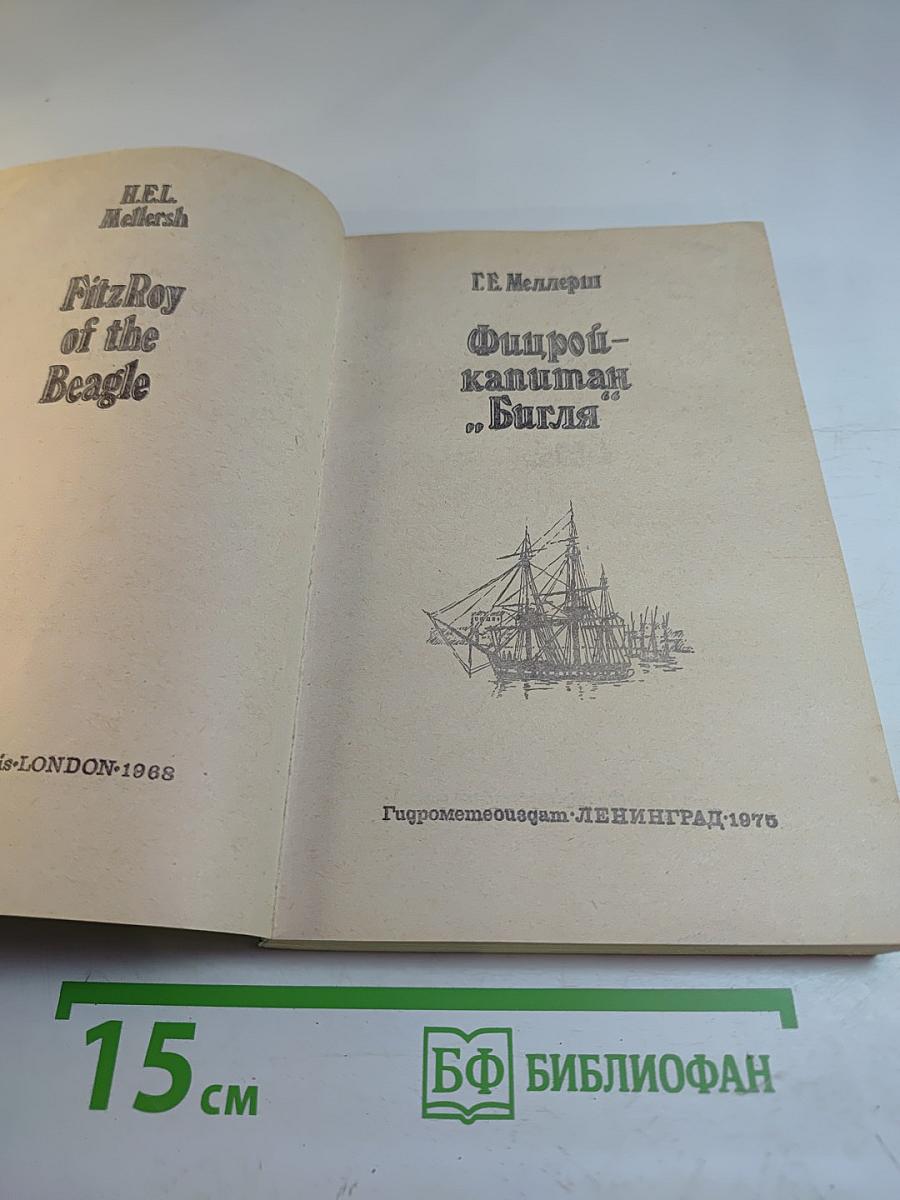 H.E.L.
Mellersh
FitzRoy
of the
Beagle
LONDON•1968
Г.Е. Меллерш
Фицрой-
капитан
„Бигля“
Гидрометеоиздат•ЛЕНИНГРАД•1975
15 см
БФ БИБЛИОФАН